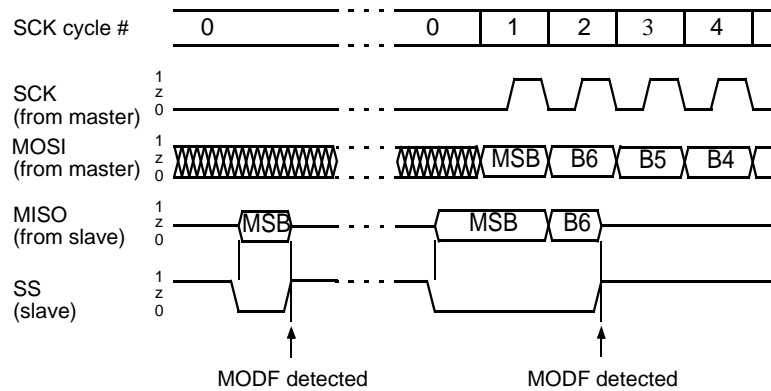 SCK cycle # 0 0 1 2 3 4
SCK
(from master)
1
z
0
MOSI
(from master)
1
z
0
MSB B6 B5 B4
MISO
(from slave)
1
z
0
MSB MSB B6
SS
(slave)
1
z
0
MODF detected MODF detected